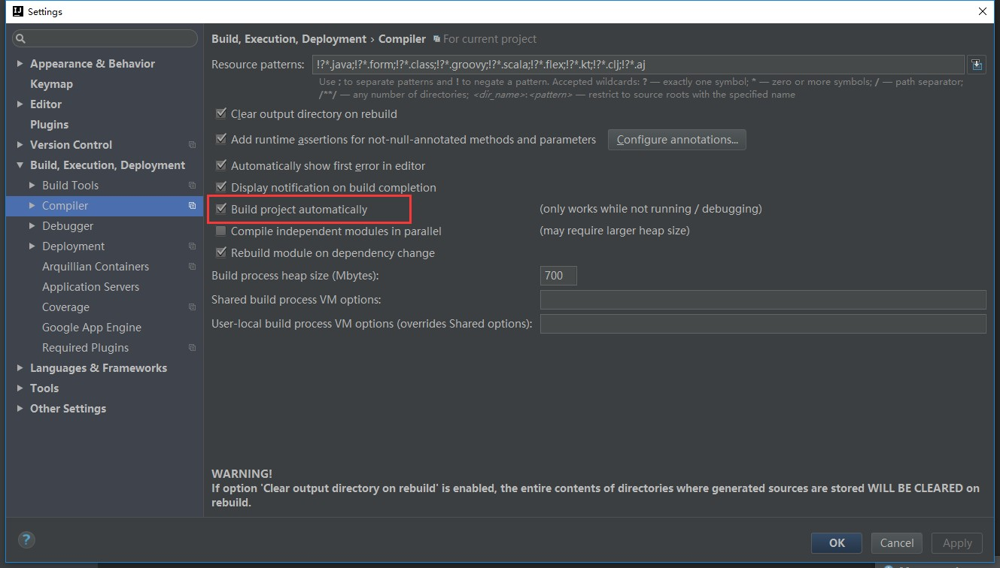 Settings
Build, Execution, Deployment › Compiler For current project
Appearance & Behavior
Keymap
Editor
Plugins
Version Control
Build, Execution, Deployment
Build Tools
Compiler
Debugger
Deployment
Arquillian Containers
Application Servers
Coverage
Google App Engine
Required Plugins
Languages & Frameworks
Tools
Other Settings
Resource patterns: !?*.java;!?*.form;!?*.class;!?*.groovy;!?*.scala;!?*.flex;!?*.kt;!?*.clj;!?*.aj
Use ; to separate patterns and ! to negate a pattern. Accepted wildcards: ? — exactly one symbol; * — zero or more symbols; / — path separator;
/**/ — any number of directories; <dir_name>:<pattern> — restrict to source roots with the specified name
Clear output directory on rebuild
Add runtime assertions for not-null-annotated methods and parameters Configure annotations...
Automatically show first error in editor
Display notification on build completion
Build project automatically (only works while not running / debugging)
Compile independent modules in parallel (may require larger heap size)
Rebuild module on dependency change
Build process heap size (Mbytes): 700
Shared build process VM options:
User-local build process VM options (overrides Shared options):
WARNING!
If option 'Clear output directory on rebuild' is enabled, the entire contents of directories where generated sources are stored WILL BE CLEARED on
rebuild.
? OK Cancel Apply